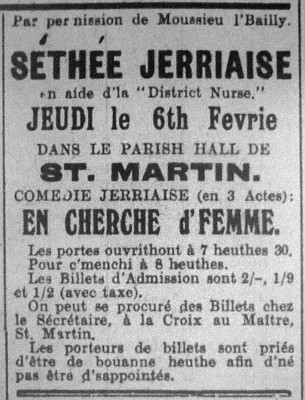 Par permission de Moussieu l'Bailly.
SÉTHÉE JERRIAISE
en aide d'la "District Nurse."
JEUDI le 6th Fevrie
DANS LE PARISH HALL DE
ST. MARTIN.
COMEDIE JERRIAISE (en 3 Actes):
EN CHERCHE d'FEMME.
Les portes ouvrithont à 7 heuthes 30.
Pour c'menchi à 8 heuthes.
Les Billets d'Admission sont 2/-, 1/9
et 1/2 (avec taxe).
On peut se procuré des Billets chez
le Sécrétaire, à la Croix au Maître,
St. Martin.
Les porteurs de billets sont priés
d'être de bouanne heuthe afin d'né
pas être d'sappointés.